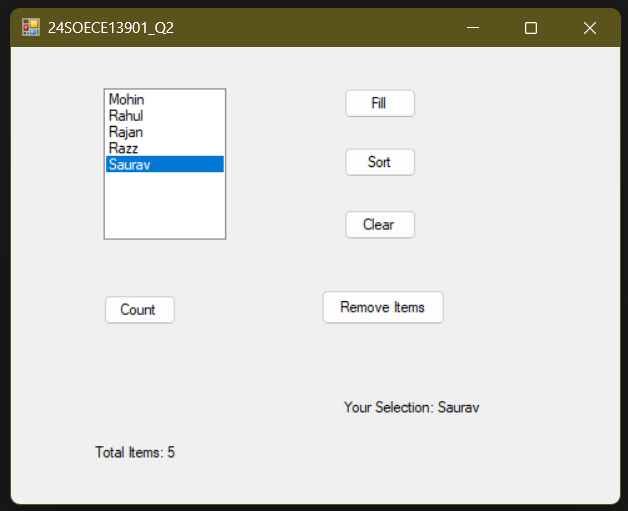 24SOECE13901_Q2
Mohin
Rahul
Rajan
Razz
Saurav
Fill
Sort
Clear
Count
Remove Items
Your Selection: Saurav
Total Items: 5